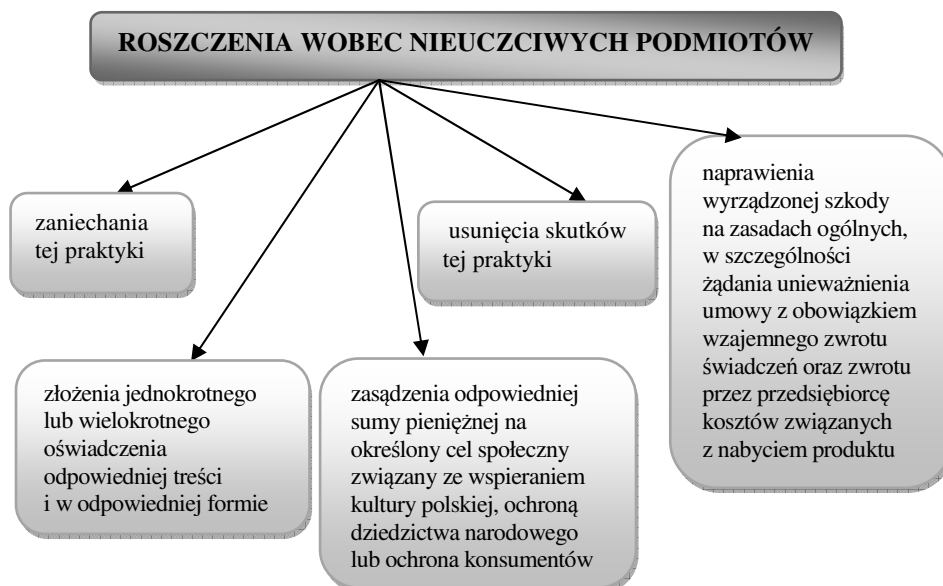 ROSZCZENIA WOBEC NIEUCZCIWYCH PODMIOTÓW
zaniechania
tej praktyki
usunięcia skutków
tej praktyki
naprawienia
wyrządzonej szkody
na zasadach ogólnych,
w szczególności
żądania unieważnienia
umowy z obowiązkiem
wzajemnego zwrotu
świadczeń oraz zwrotu
przez przedsiębiorcę
kosztów związanych
z nabyciem produktu
złożenia jednokrotnego
lub wielokrotnego
oświadczenia
odpowiedniej treści
i w odpowiedniej formie
zasądzenia odpowiedniej
sumy pieniężnej na
określony cel społeczny
związany ze wspieraniem
kultury polskiej, ochroną
dziedzictwa narodowego
lub ochrona konsumentów